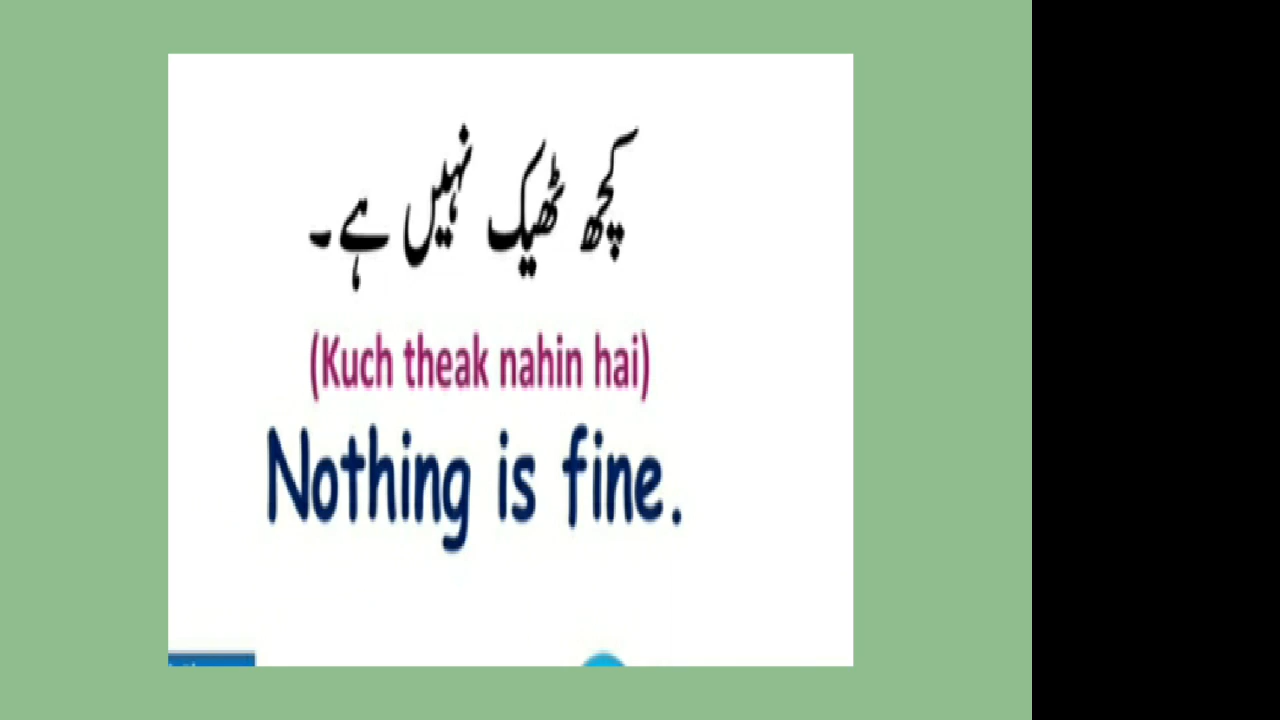 کچھ ٹھیک نہیں ہے۔
(Kuch theak nahin hai)
Nothing is fine.